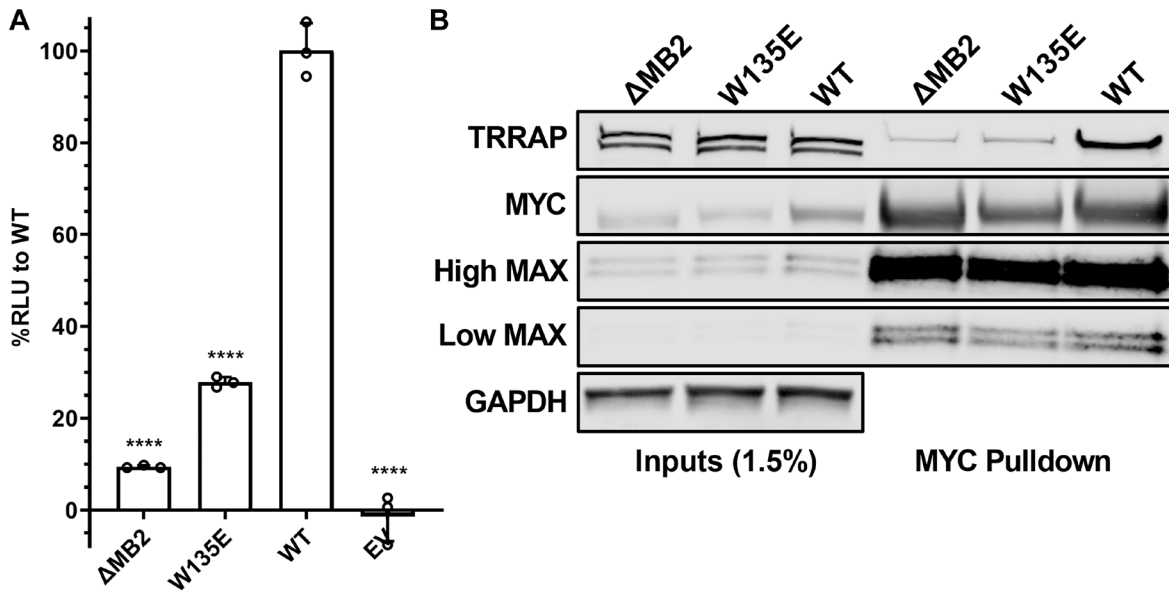 A
%RLU to WT
100
80
60
40
20
0
****
****
****
ΔMB2
W135E
WT
EV
B
ΔMB2
W135E
WT
ΔMB2
W135E
WT
TRRAP
MYC
High MAX
Low MAX
GAPDH
Inputs (1.5%)
MYC Pulldown